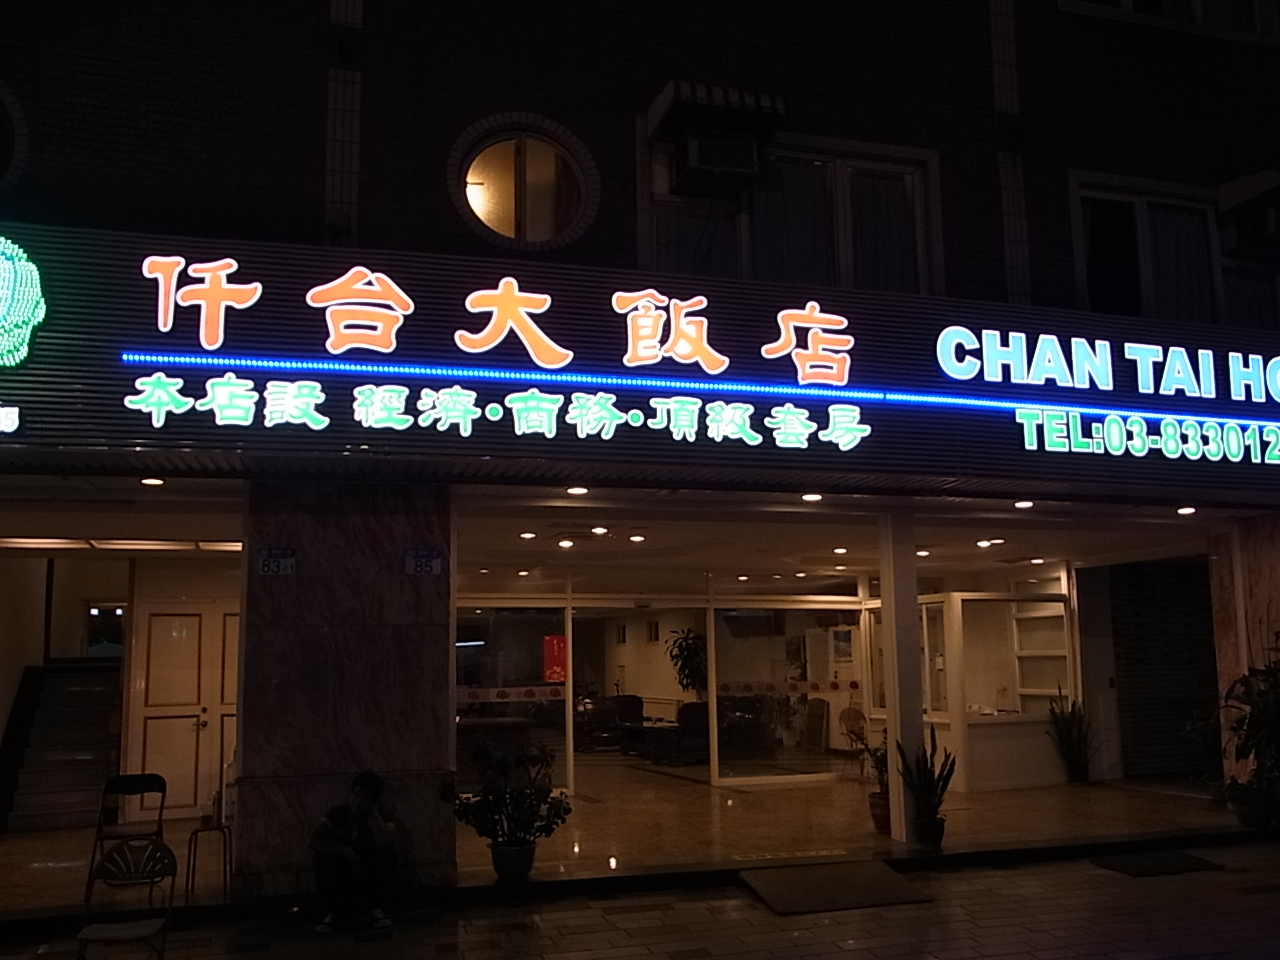 仟台大飯店
CHAN TAI HO
本店設 經濟·商務·頂級套房
TEL:03-833012
85
83